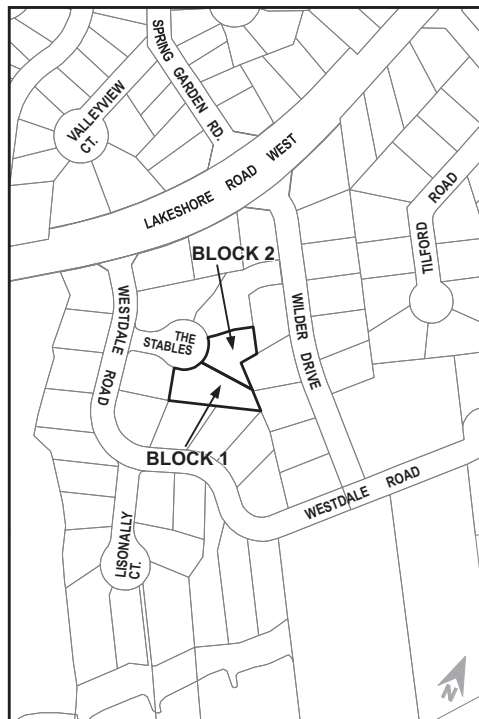 SPRING GARDEN RD.
VALLEYVIEW
CT.
LAKESHORE ROAD WEST
TILFORD ROAD
BLOCK 2
WESTDALE ROAD
THE
STABLES
WILDER DRIVE
BLOCK 1
WESTDALE ROAD
LISONALLY
CT.
N